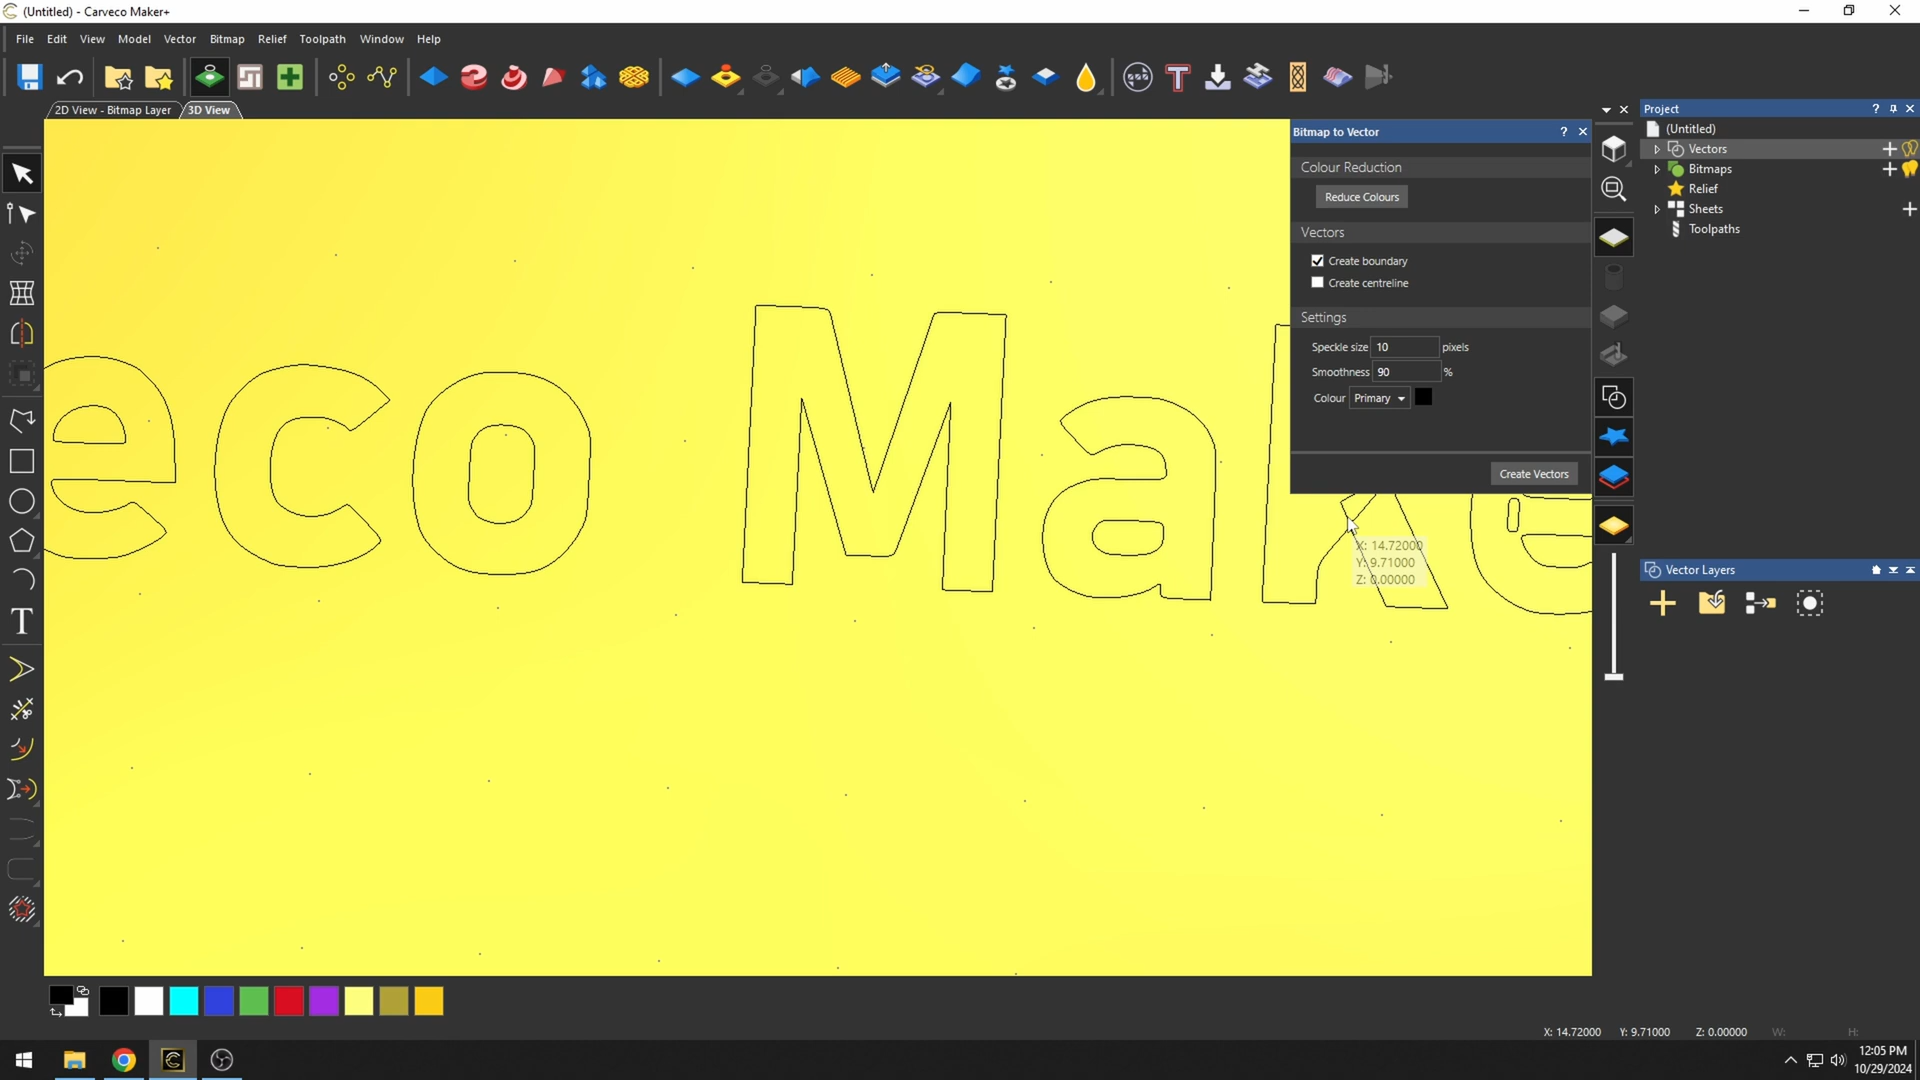 (Untitled) - Carveco Maker+
File Edit View Model Vector Bitmap Relief Toolpath Window Help
2D View - Bitmap Layer 3D View
Bitmap to Vector ?
Colour Reduction
Reduce Colours
Vectors
Create boundary
Create centreline
Settings
Speckle size 10 pixels
Smoothness 90 %
Colour Primary
Create Vectors
Project ?
(Untitled)
Vectors
Bitmaps
Relief
Sheets
Toolpaths
Vector Layers
eco Make
X: 14.72000
Y: 9.71000
Z: 0.00000
T
X: 14.72000 Y: 9.71000 Z: 0.00000 W: H:
12:05 PM
10/29/2024